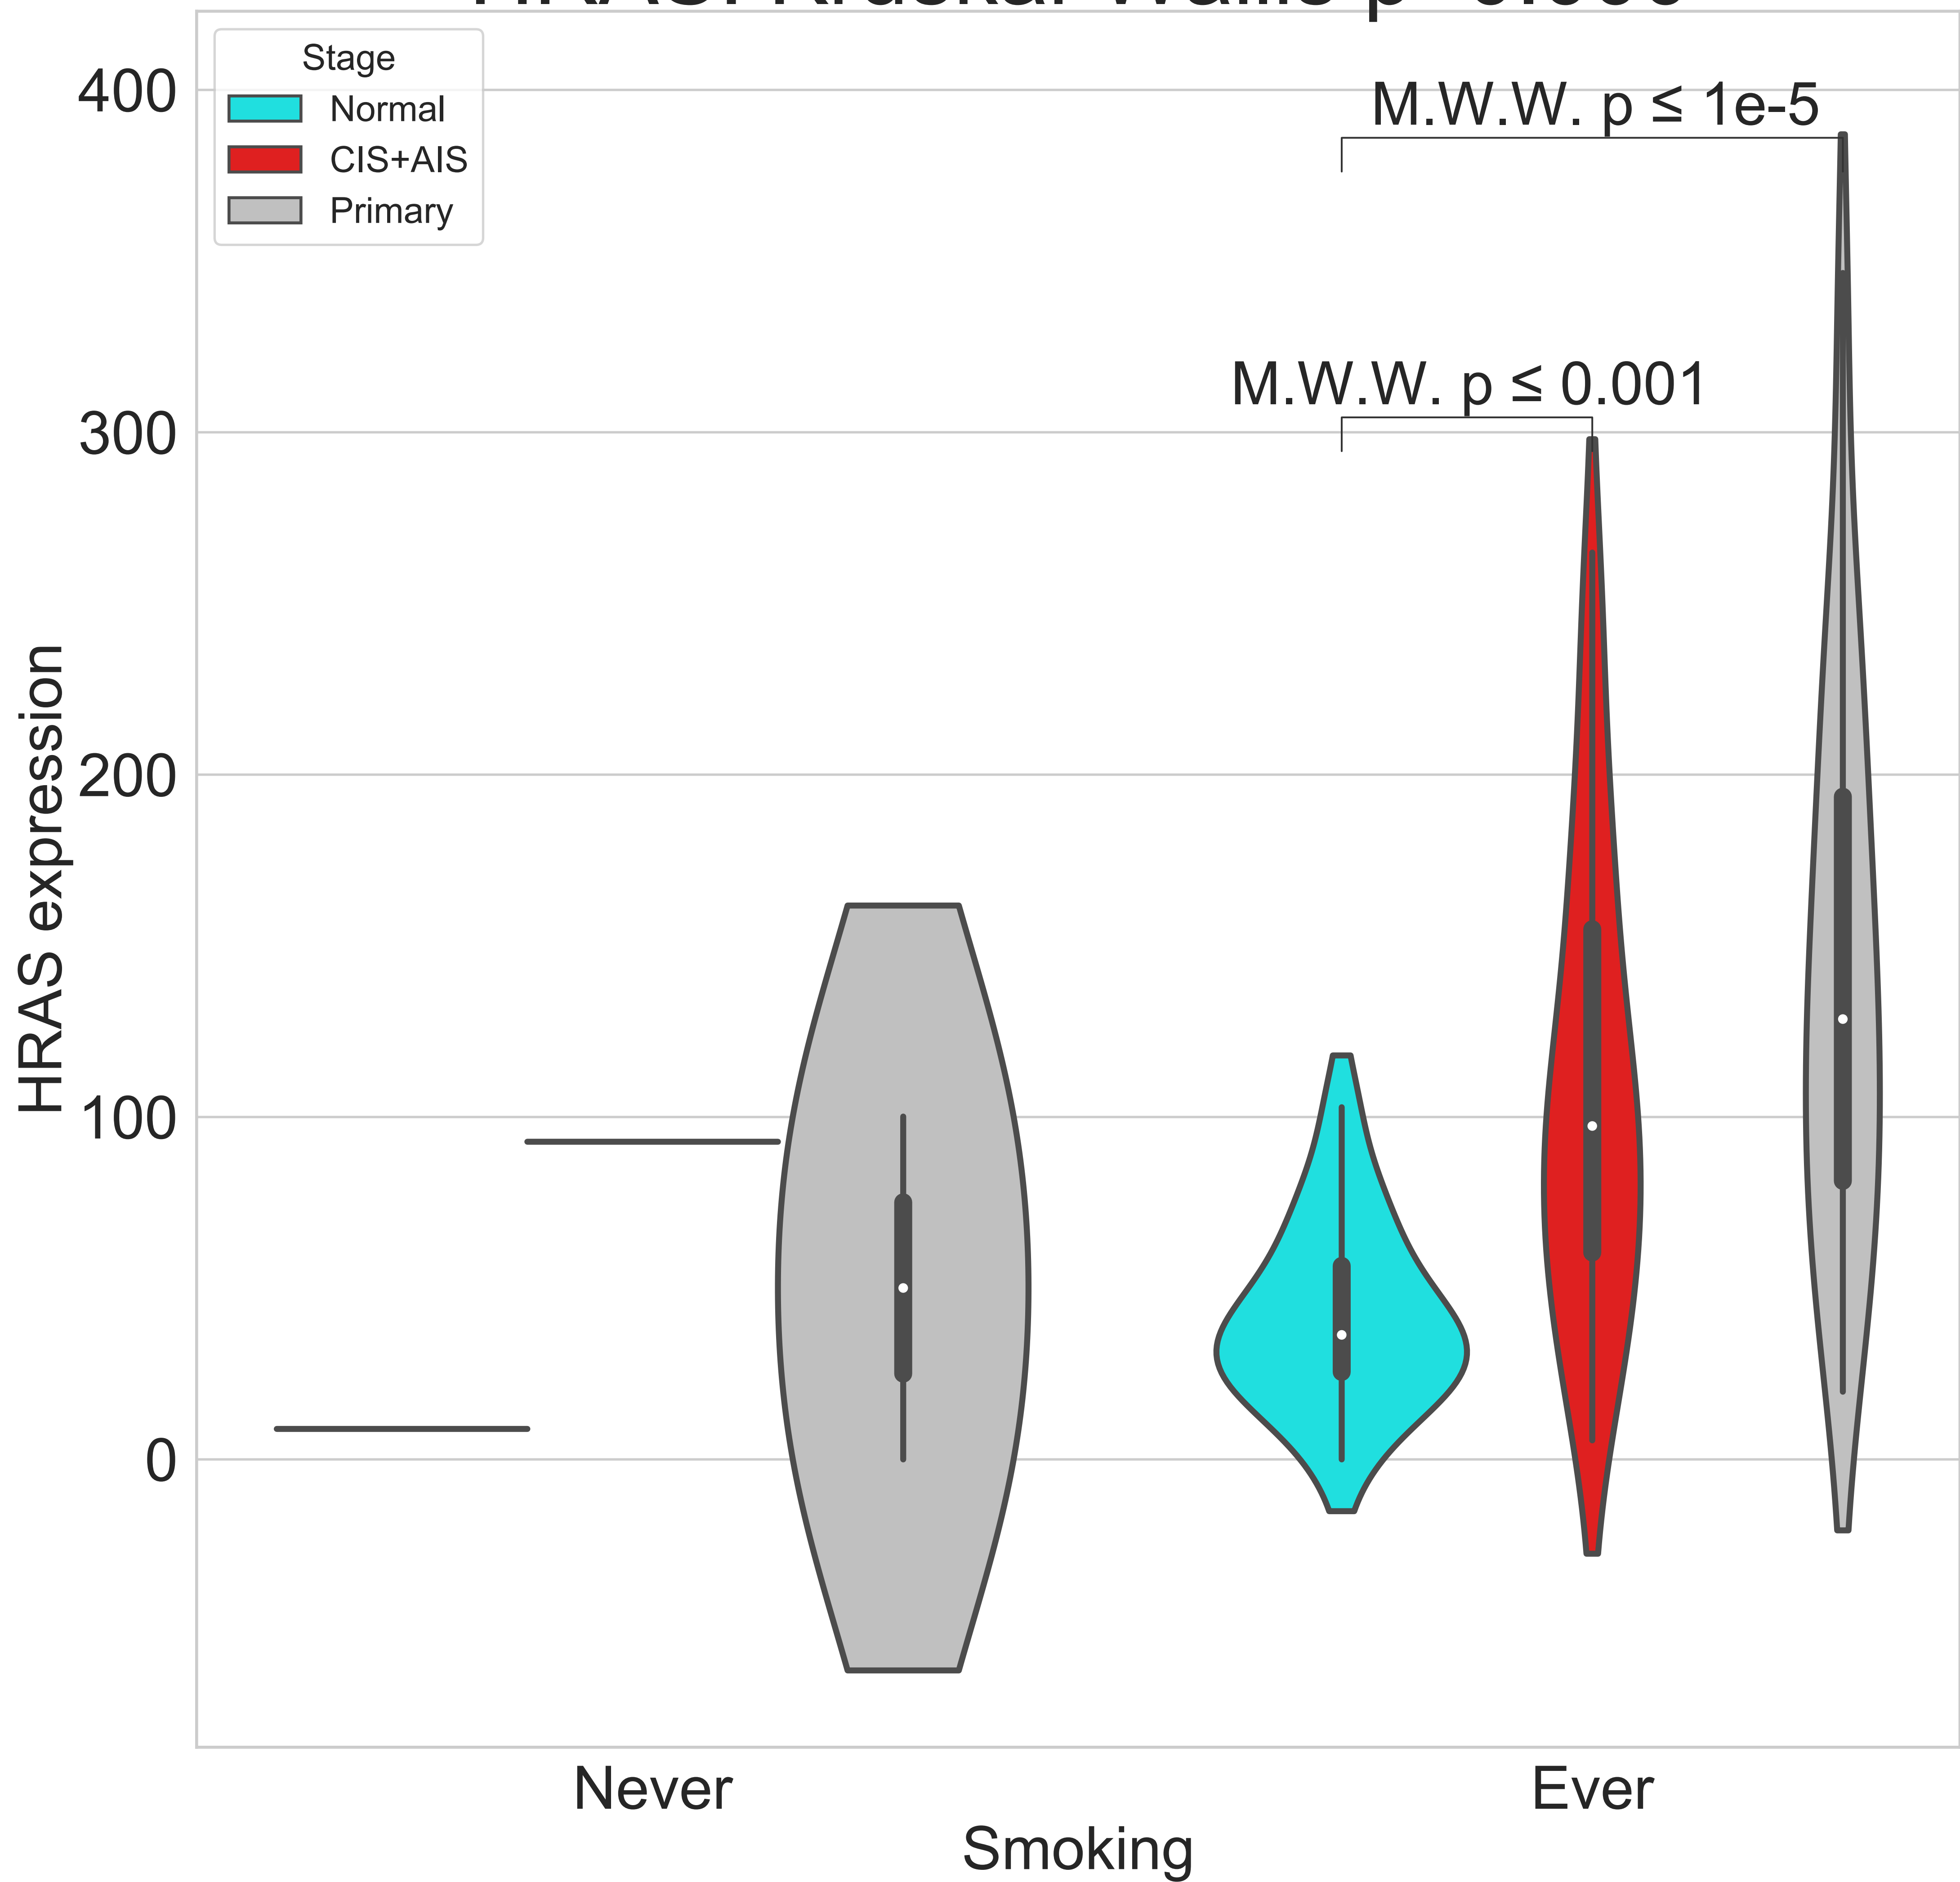 Stage
Normal
CIS+AIS
Primary
M.W.W. p ≤ 1e-5
M.W.W. p ≤ 0.001
400
300
200
100
0
HRAS expression
Never
Ever
Smoking